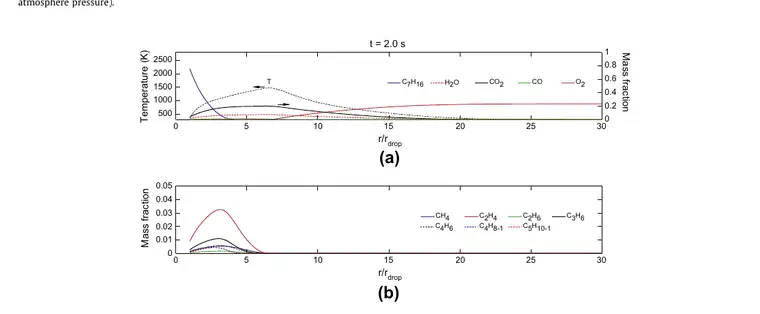 atmosphere pressure).
t = 2.0 s
Temperature (K)
2500
2000
1500
1000
500
T
C7H16 H2O CO2 CO O2
1
0.8
0.6
0.4
0.2
0
Mass fraction
0 5 10 15 20 25 30
r/rdrop
(a)
Mass fraction
0.05
0.04
0.03
0.02
0.01
0
CH4 C2H4 C2H6 C3H6
C4H6 C4H8-1 C5H10-1
0 5 10 15 20 25 30
r/rdrop
(b)